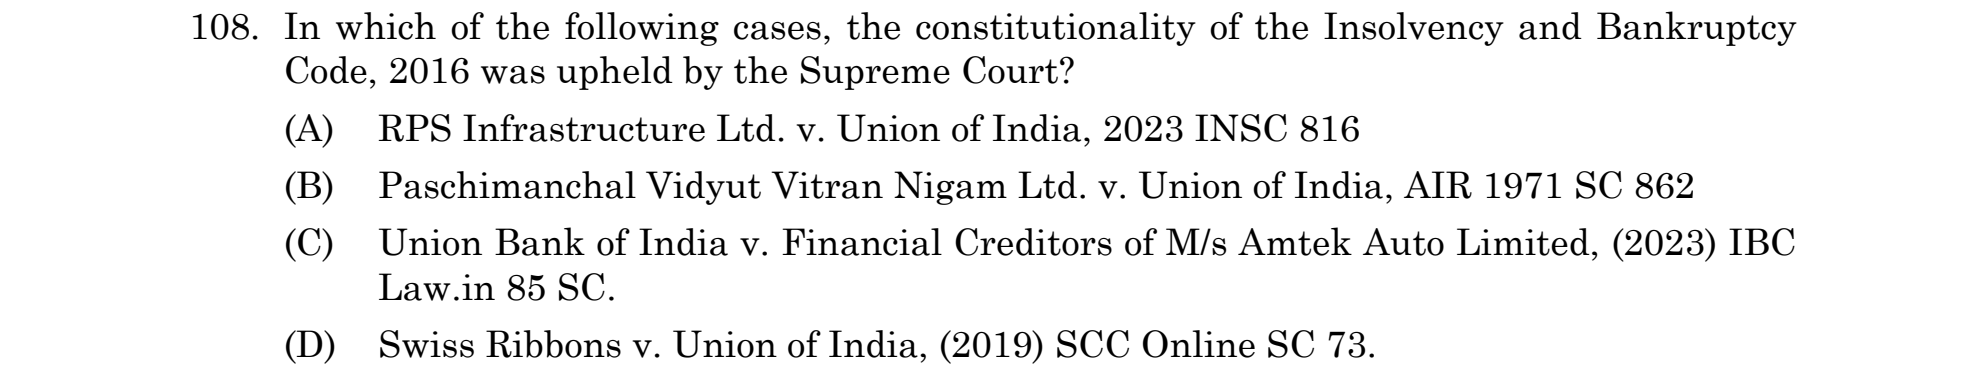 108. In which of the following cases, the constitutionality of the Insolvency and Bankruptcy
Code, 2016 was upheld by the Supreme Court?
(A) RPS Infrastructure Ltd. v. Union of India, 2023 INSC 816
(B) Paschimanchal Vidyut Vitran Nigam Ltd. v. Union of India, AIR 1971 SC 862
(C) Union Bank of India v. Financial Creditors of M/s Amtek Auto Limited, (2023) IBC
Law.in 85 SC.
(D) Swiss Ribbons v. Union of India, (2019) SCC Online SC 73.